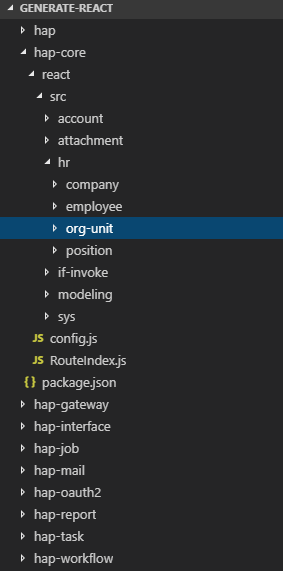 GENERATE-REACT
hap
hap-core
react
src
account
attachment
hr
company
employee
org-unit
position
if-invoke
modeling
sys
JS config.js
JS RouteIndex.js
{ } package.json
hap-gateway
hap-interface
hap-job
hap-mail
hap-oauth2
hap-report
hap-task
hap-workflow